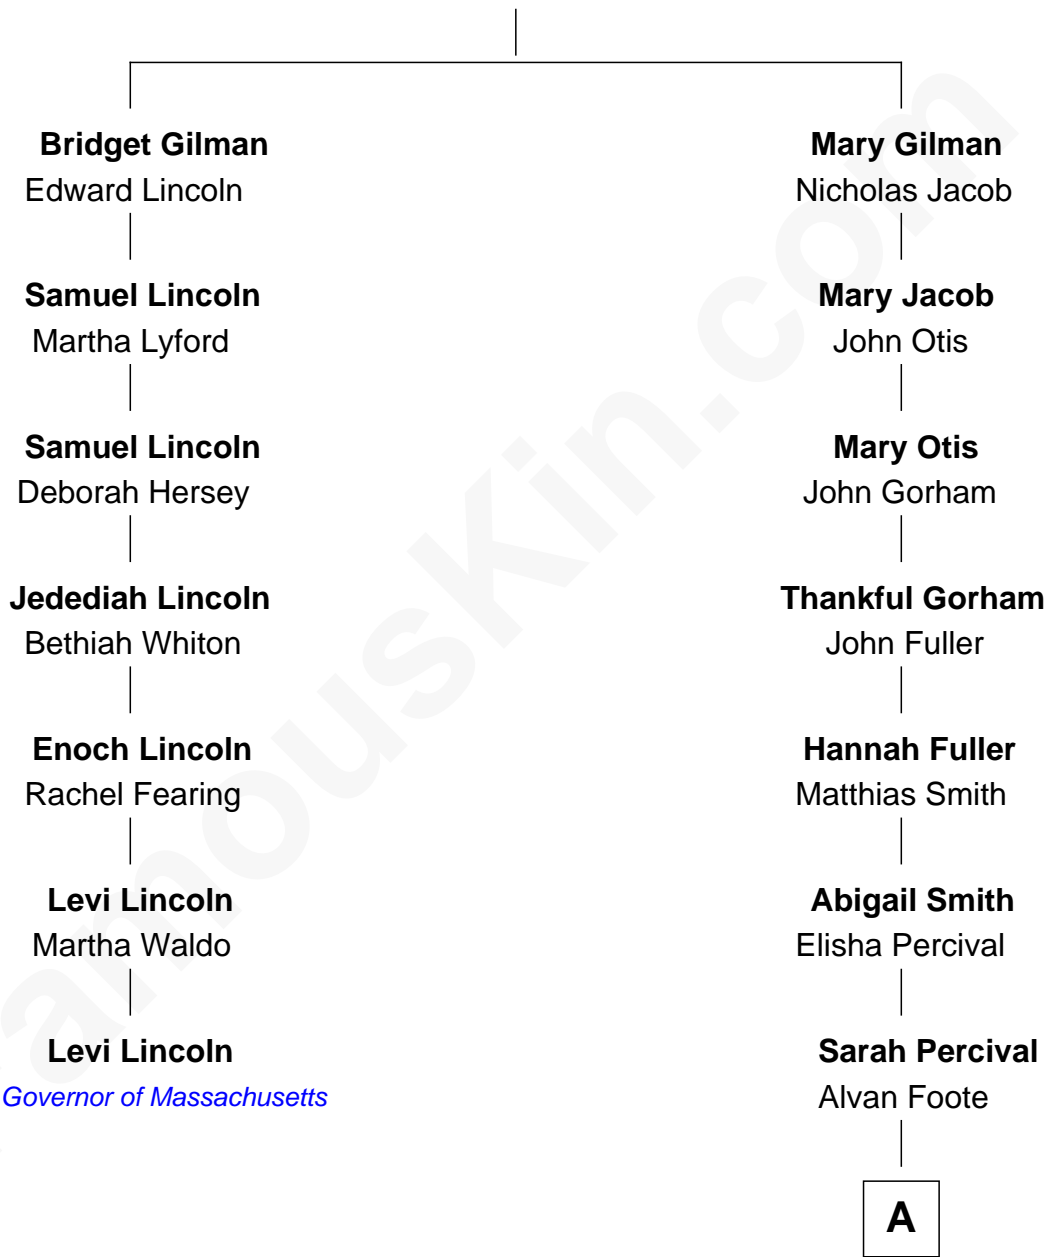 Bridget Gilman
Edward Lincoln
Mary Gilman
Nicholas Jacob
Samuel Lincoln
Martha Lyford
Mary Jacob
John Otis
Samuel Lincoln
Deborah Hersey
Mary Otis
John Gorham
Jedediah Lincoln
Bethiah Whiton
Thankful Gorham
John Fuller
Enoch Lincoln
Rachel Fearing
Hannah Fuller
Matthias Smith
Levi Lincoln
Martha Waldo
Abigail Smith
Elisha Percival
Levi Lincoln
Governor of Massachusetts
Sarah Percival
Alvan Foote
A
amousKin.com